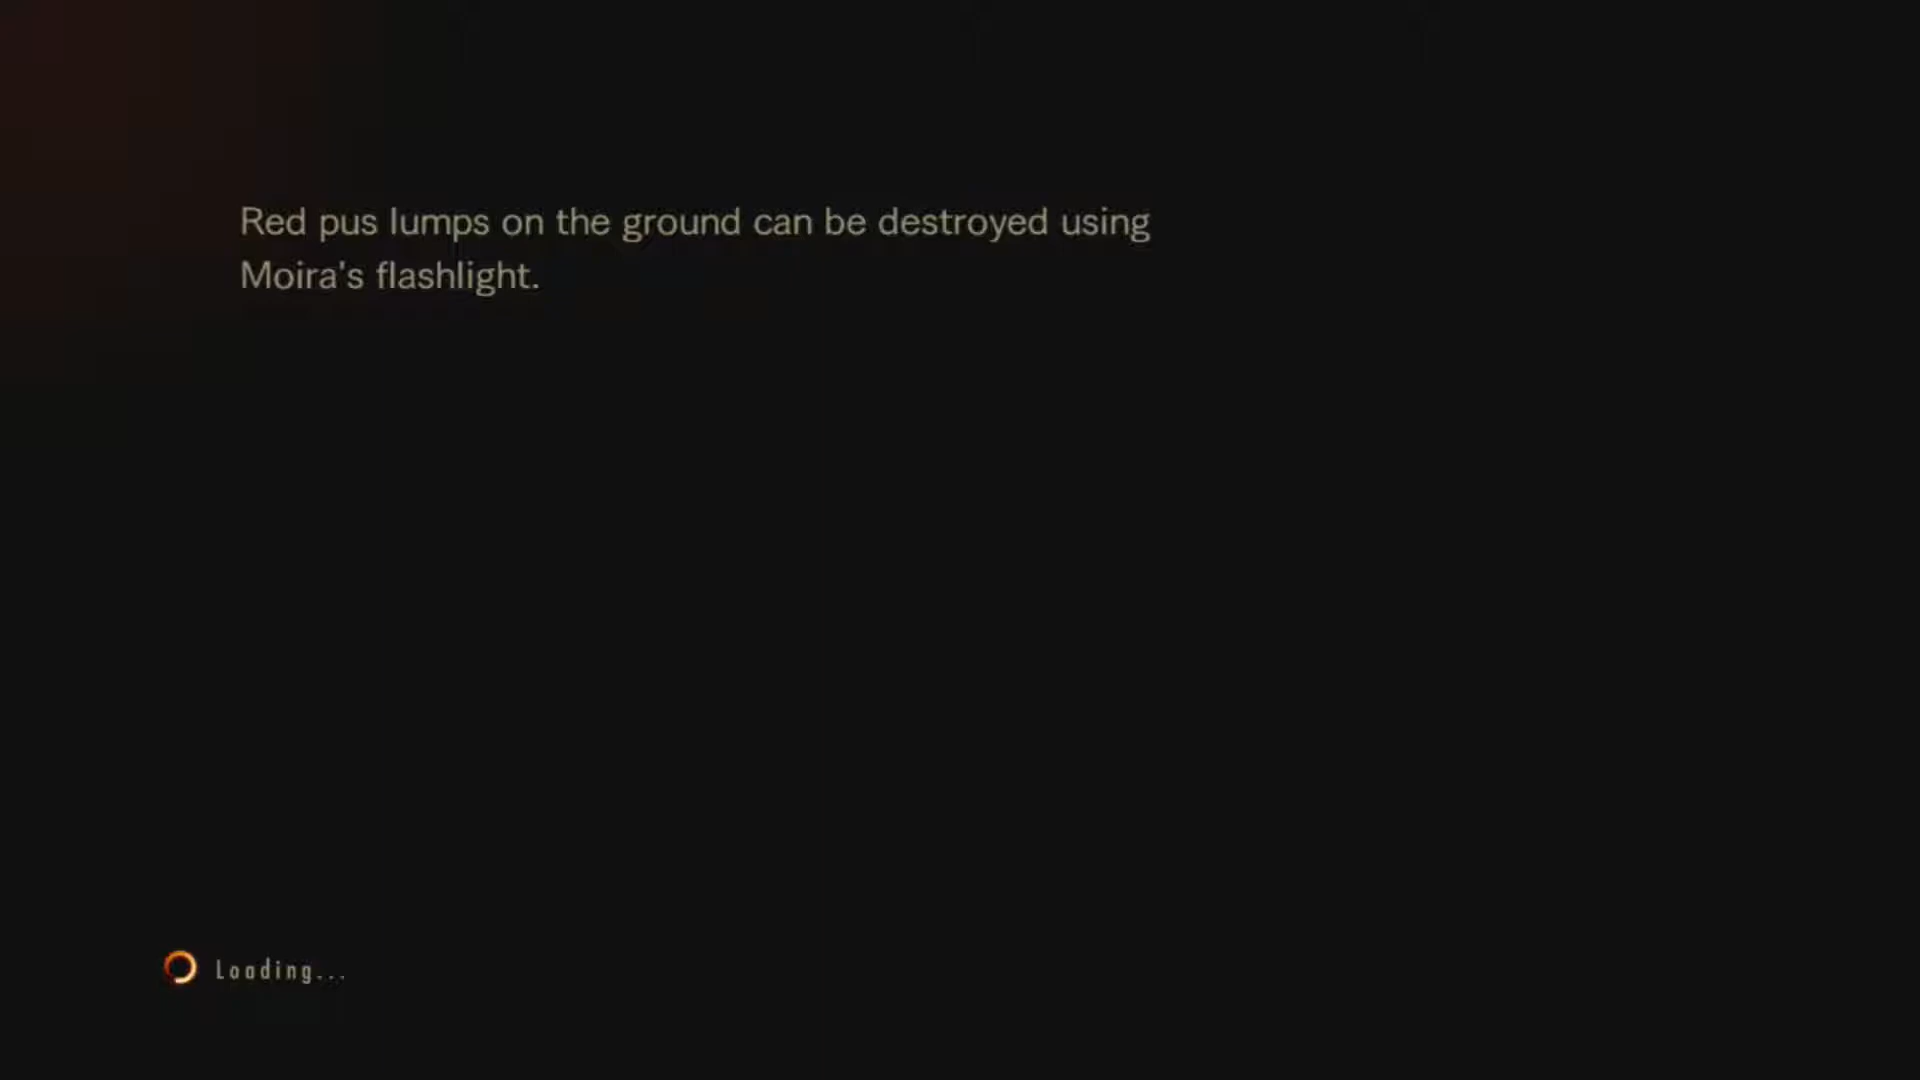 Red pus lumps on the ground can be destroyed using
Moira's flashlight.
Loading...